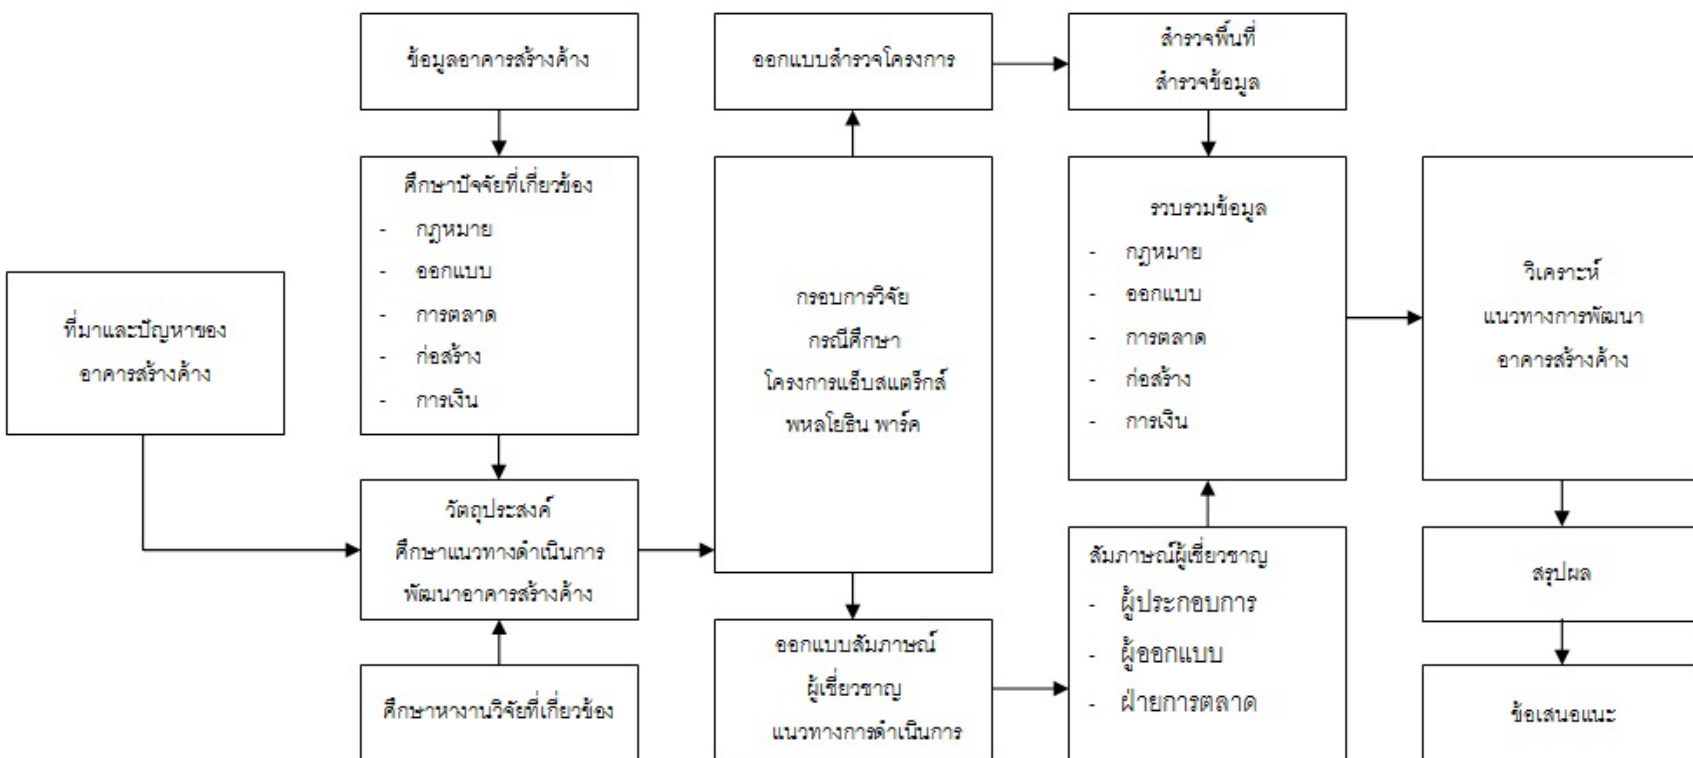 ที่มาและปัญหาของ
อาคารสร้างค้าง
ข้อมูลอาคารสร้างค้าง
ศึกษาปัจจัยที่เกี่ยวข้อง
- กฎหมาย
- ออกแบบ
- การตลาด
- ก่อสร้าง
- การเงิน
วัตถุประสงค์
ศึกษาแนวทางดำเนินการ
พัฒนาอาคารสร้างค้าง
ศึกษาหางานวิจัยที่เกี่ยวข้อง
ออกแบบสำรวจโครงการ
กรอบการวิจัย
กรณีศึกษา
โครงการแอ็บสแตร็กส์
พหลโยธิน พาร์ค
ออกแบบสัมภาษณ์
ผู้เชี่ยวชาญ
แนวทางการดำเนินการ
สำรวจพื้นที่
สำรวจข้อมูล
รวบรวมข้อมูล
- กฎหมาย
- ออกแบบ
- การตลาด
- ก่อสร้าง
- การเงิน
สัมภาษณ์ผู้เชี่ยวชาญ
- ผู้ประกอบการ
- ผู้ออกแบบ
- ฝ่ายการตลาด
วิเคราะห์
แนวทางการพัฒนา
อาคารสร้างค้าง
สรุปผล
ข้อเสนอแนะ